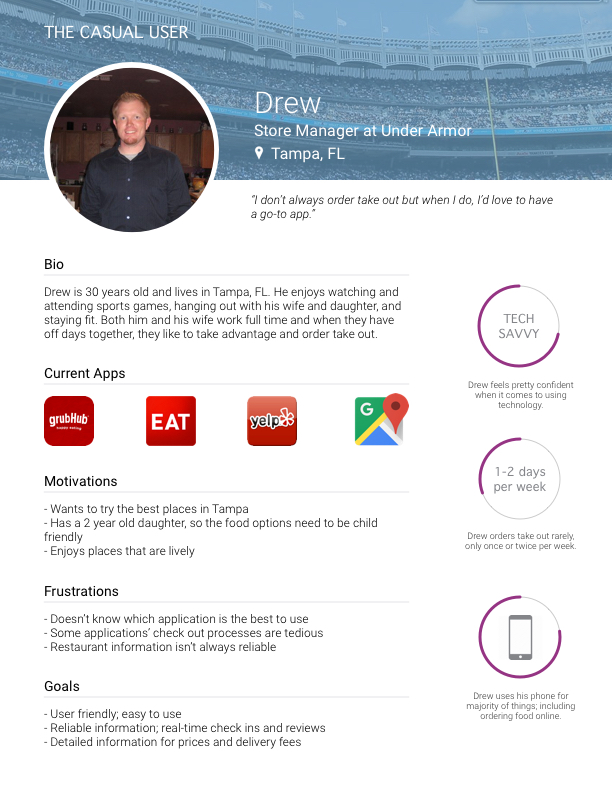 THE CASUAL USER
Drew
Store Manager at Under Armor
Tampa, FL
“I don’t always order take out but when I do, I’d love to have
a go-to app.”
Bio
Drew is 30 years old and lives in Tampa, FL. He enjoys watching and
attending sports games, hanging out with his wife and daughter, and
staying fit. Both him and his wife work full time and when they have
off days together, they like to take advantage and order take out.
TECH
SAVVY
Drew feels pretty confident
when it comes to using
technology.
Current Apps
grubHub
EAT
yelp
G
1-2 days
per week
Drew orders take out rarely,
only once or twice per week.
Motivations
- Wants to try the best places in Tampa
- Has a 2 year old daughter, so the food options need to be child
friendly
- Enjoys places that are lively
Frustrations
- Doesn’t know which application is the best to use
- Some applications’ check out processes are tedious
- Restaurant information isn’t always reliable
Drew uses his phone for
majority of things; including
ordering food online.
Goals
- User friendly; easy to use
- Reliable information; real-time check ins and reviews
- Detailed information for prices and delivery fees